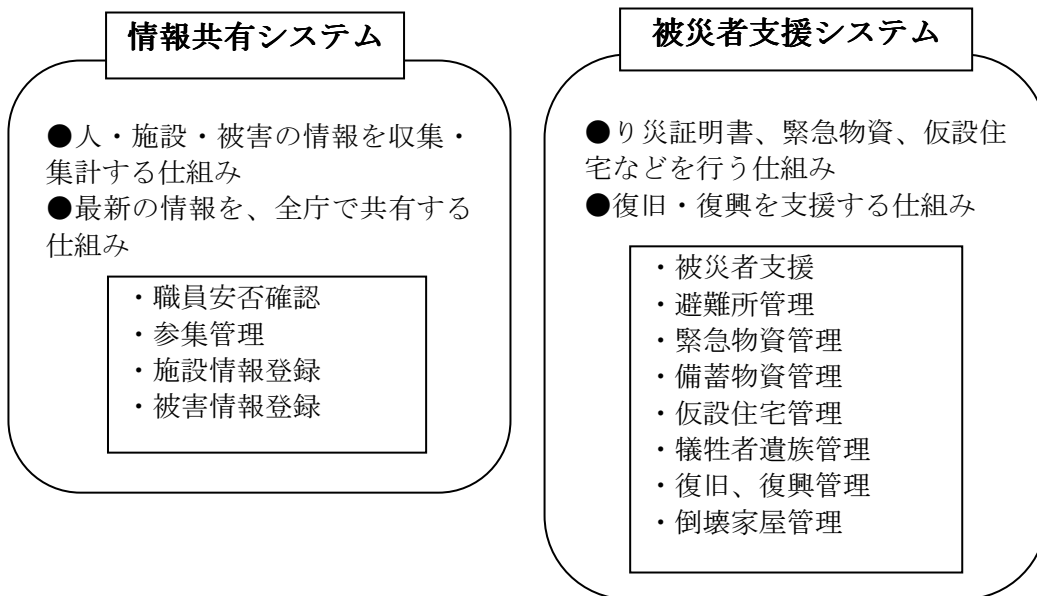 情報共有システム
●人・施設・被害の情報を収集・
集計する仕組み
●最新の情報を、全庁で共有する
仕組み
・職員安否確認
・参集管理
・施設情報登録
・被害情報登録
被災者支援システム
●り災証明書、緊急物資、仮設住
宅などを行う仕組み
●復旧・復興を支援する仕組み
・被災者支援
・避難所管理
・緊急物資管理
・備蓄物資管理
・仮設住宅管理
・犠牲者遺族管理
・復旧、復興管理
・倒壊家屋管理